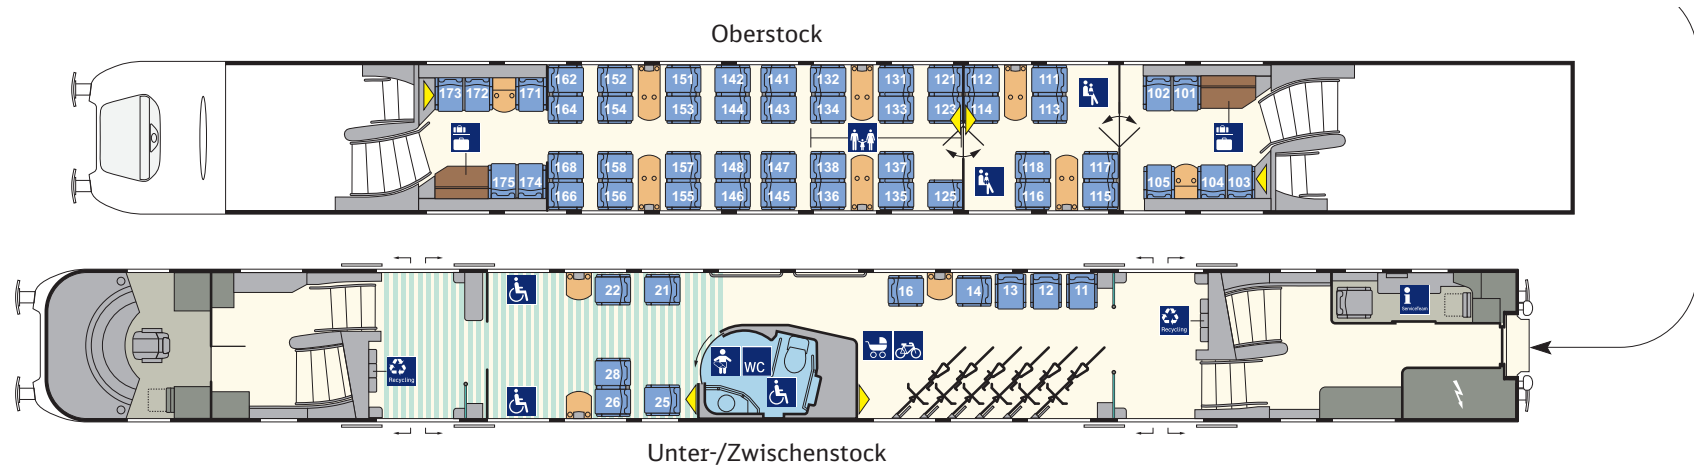 Oberstock
173 172 171 162 152 151 142 141 132 131 121 112 111 102 101
164 154 153 144 143 134 133 123 114 113
168 158 157 148 147 138 137 118 117
175 174 166 156 155 146 145 136 135 125 116 115 105 104 103
22 21 16 14 13 12 11
ServiceTeam
Recycling
WC
Recycling
28
26 25
Unter-/Zwischenstock